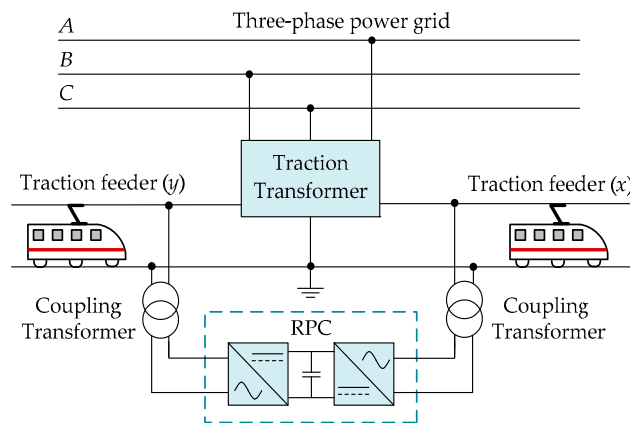 Three-phase power grid
A
B
C
Traction
Transformer
Traction feeder (y)
Traction feeder (x)
Coupling
Transformer
RPC
Coupling
Transformer